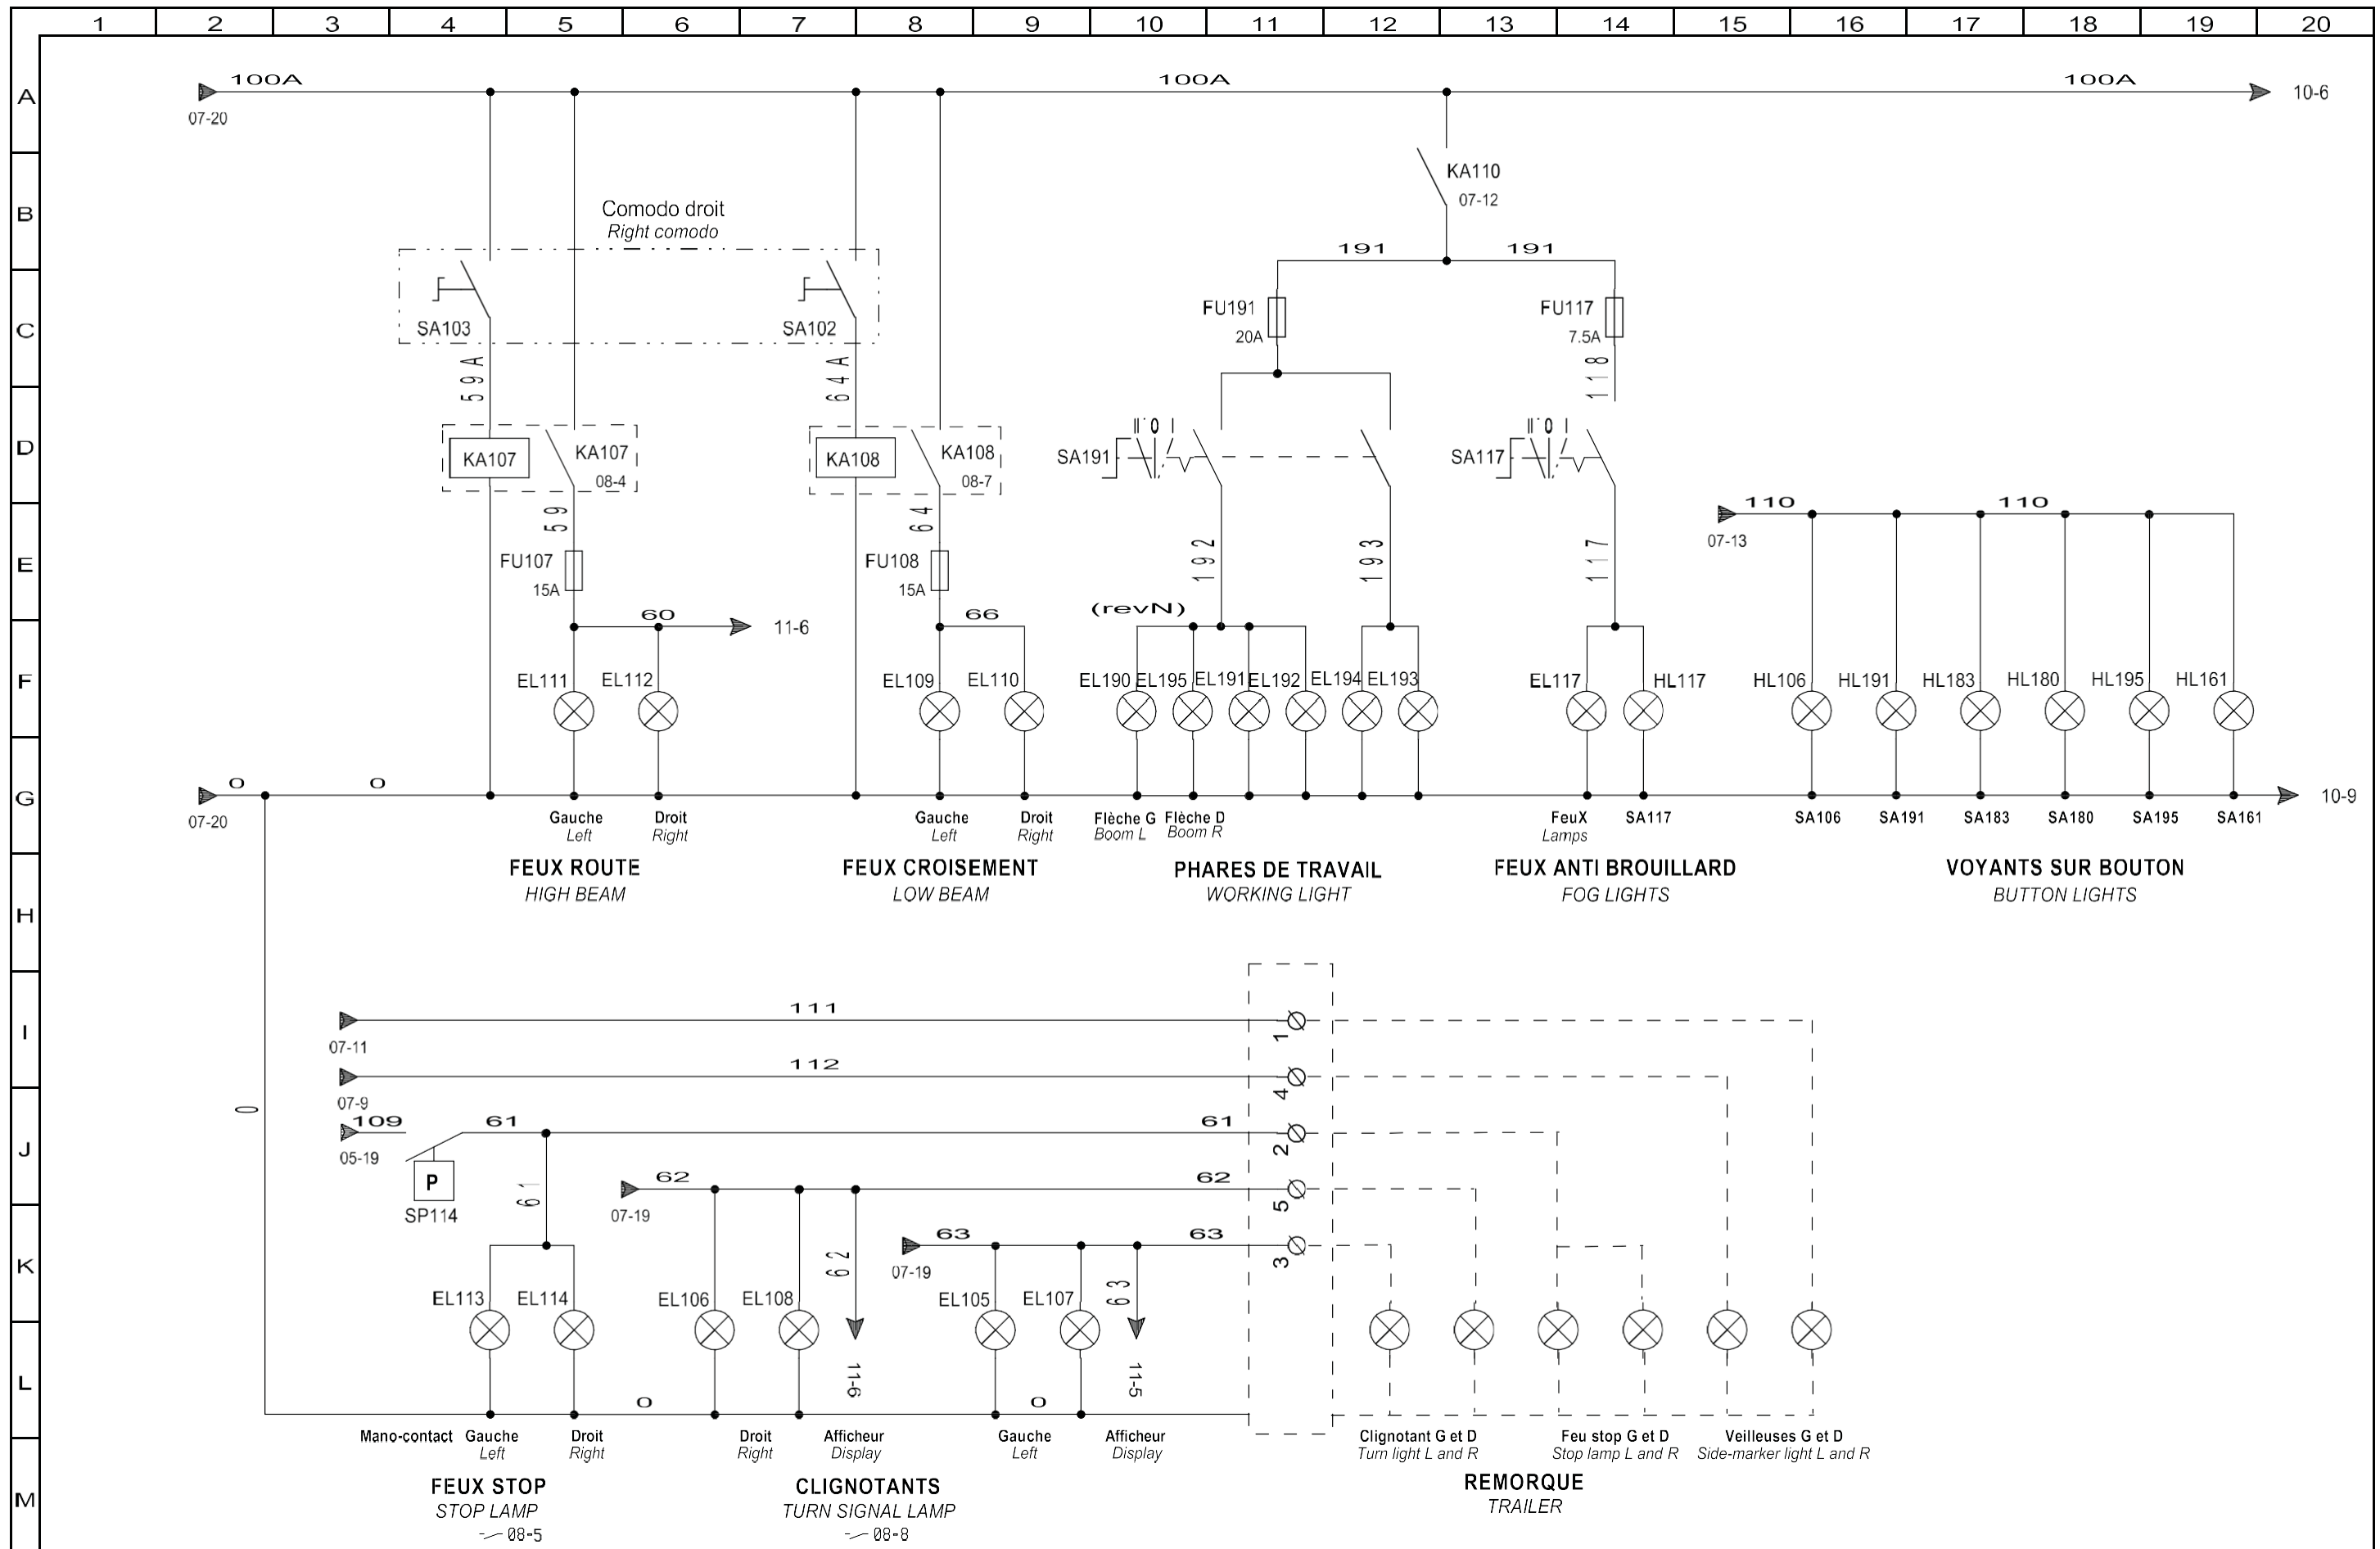 1 2 3 4 5 6 7 8 9 10 11 12 13 14 15 16 17 18 19 20
A
100A 100A 100A
07-20
10-6
B
KA110
07-12
Comodo droit
Right comodo
191 191
C
SA103
SA102
FU191
20A
FU117
7.5A
59A
64A
118
D
KA107
KA107
08-4
KA108
KA108
08-7
SA191
II 0 I
SA117
II 0 I
E
59
64
192
193
117
110 110
07-13
FU107
15A
FU108
15A
60
11-6
66
(revN)
F
EL111 EL112 EL109 EL110 EL190 EL195 EL191 EL192 EL194 EL193 EL117 HL117 HL106 HL191 HL183 HL180 HL195 HL161
G
0 0
07-20
10-9
Gauche Droit Gauche Droit Flèche G Flèche D FeuX SA117 SA106 SA191 SA183 SA180 SA195 SA161
Left Right Left Right Boom L Boom R Lamps
FEUX ROUTE FEUX CROISEMENT PHARES DE TRAVAIL FEUX ANTI BROUILLARD VOYANTS SUR BOUTON
HIGH BEAM LOW BEAM WORKING LIGHT FOG LIGHTS BUTTON LIGHTS
H
I
111
07-11
1
112
07-9
4
0
J
109 61 61
05-19
2
P
SP114
61
62 62
07-19
5
K
62
63 63
07-19
3
63
EL113 EL114 EL106 EL108 EL105 EL107
L
11-6
11-5
0 0
Mano-contact Gauche Droit Droit Afficheur Gauche Afficheur Clignotant G et D Feu stop G et D Veilleuses G et D
Left Right Right Display Left Display Turn light L and R Stop lamp L and R Side-marker light L and R
M
FEUX STOP CLIGNOTANTS REMORQUE
STOP LAMP TURN SIGNAL LAMP TRAILER
08-5 08-8